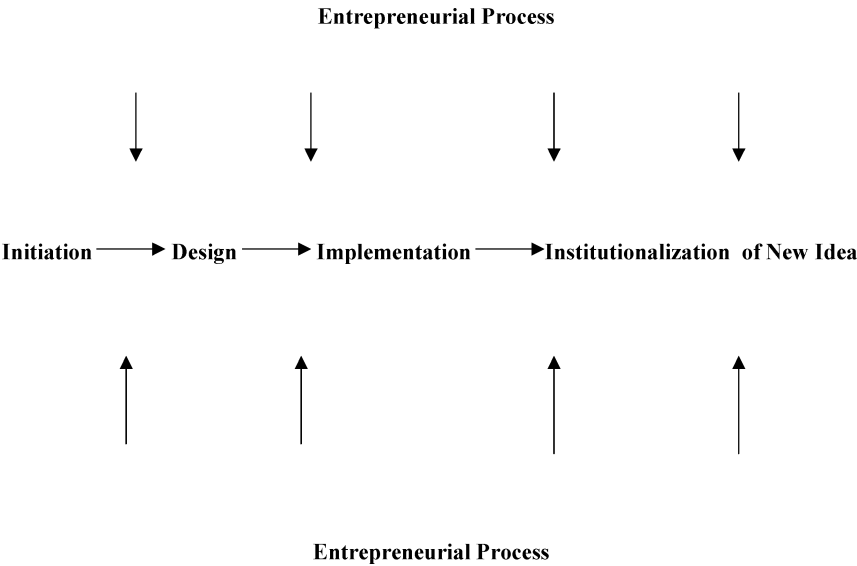 Entrepreneurial Process
Initiation Design Implementation Institutionalization of New Idea
Entrepreneurial Process